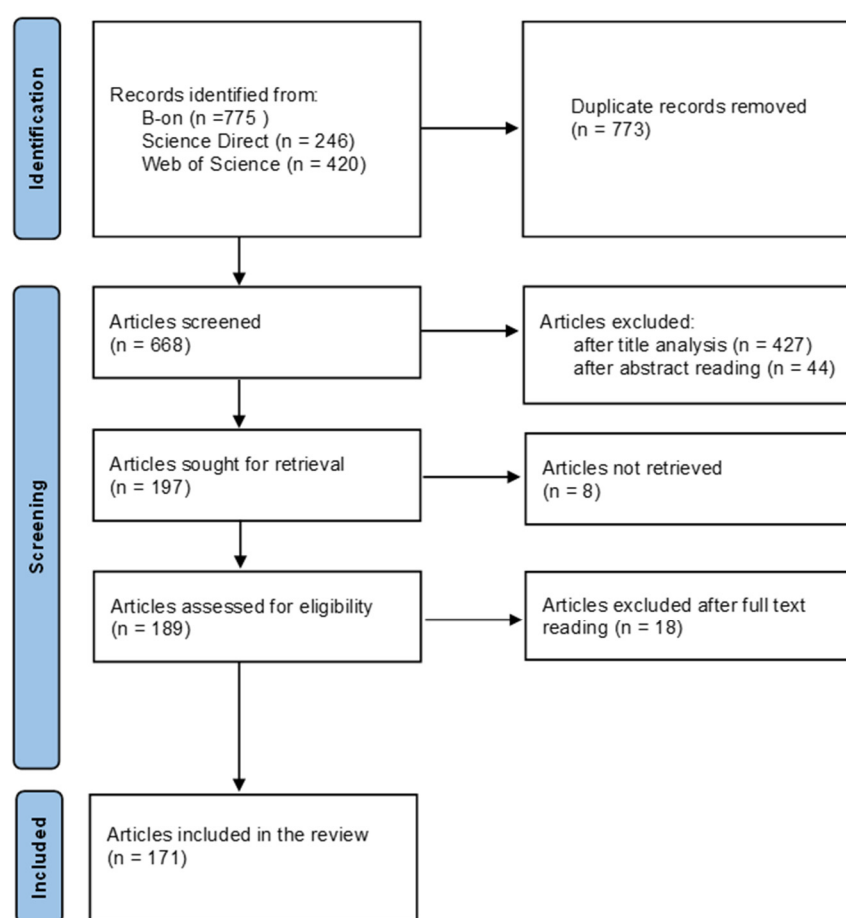 Identification
Records identified from:
B-on (n =775 )
Science Direct (n = 246)
Web of Science (n = 420)
Duplicate records removed
(n = 773)
Screening
Articles screened
(n = 668)
Articles excluded:
after title analysis (n = 427)
after abstract reading (n = 44)
Articles sought for retrieval
(n = 197)
Articles not retrieved
(n = 8)
Articles assessed for eligibility
(n = 189)
Articles excluded after full text
reading (n = 18)
Included
Articles included in the review
(n = 171)